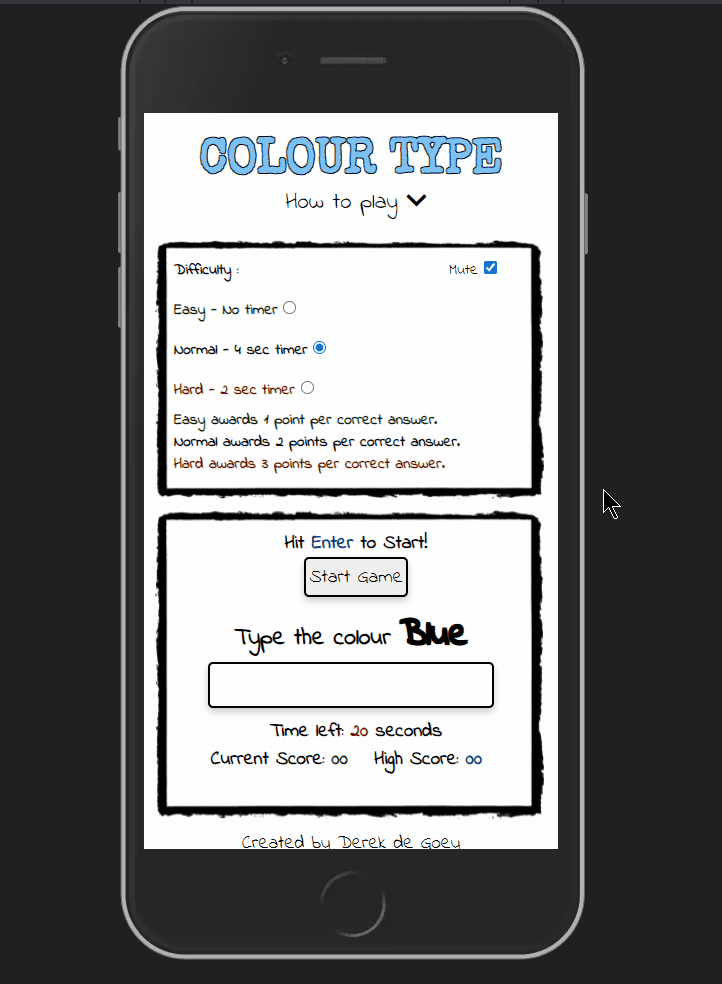 COLOUR TYPE
How to play
Difficulty :
Mute
Easy - No timer
Normal - 4 sec timer
Hard - 2 sec timer
Easy awards 1 point per correct answer.
Normal awards 2 points per correct answer.
Hard awards 3 points per correct answer.
Hit Enter to Start!
Start Game
Type the colour Blue
Time left: 20 seconds
Current Score: 00 High Score: 00
Created by Derek de Goey